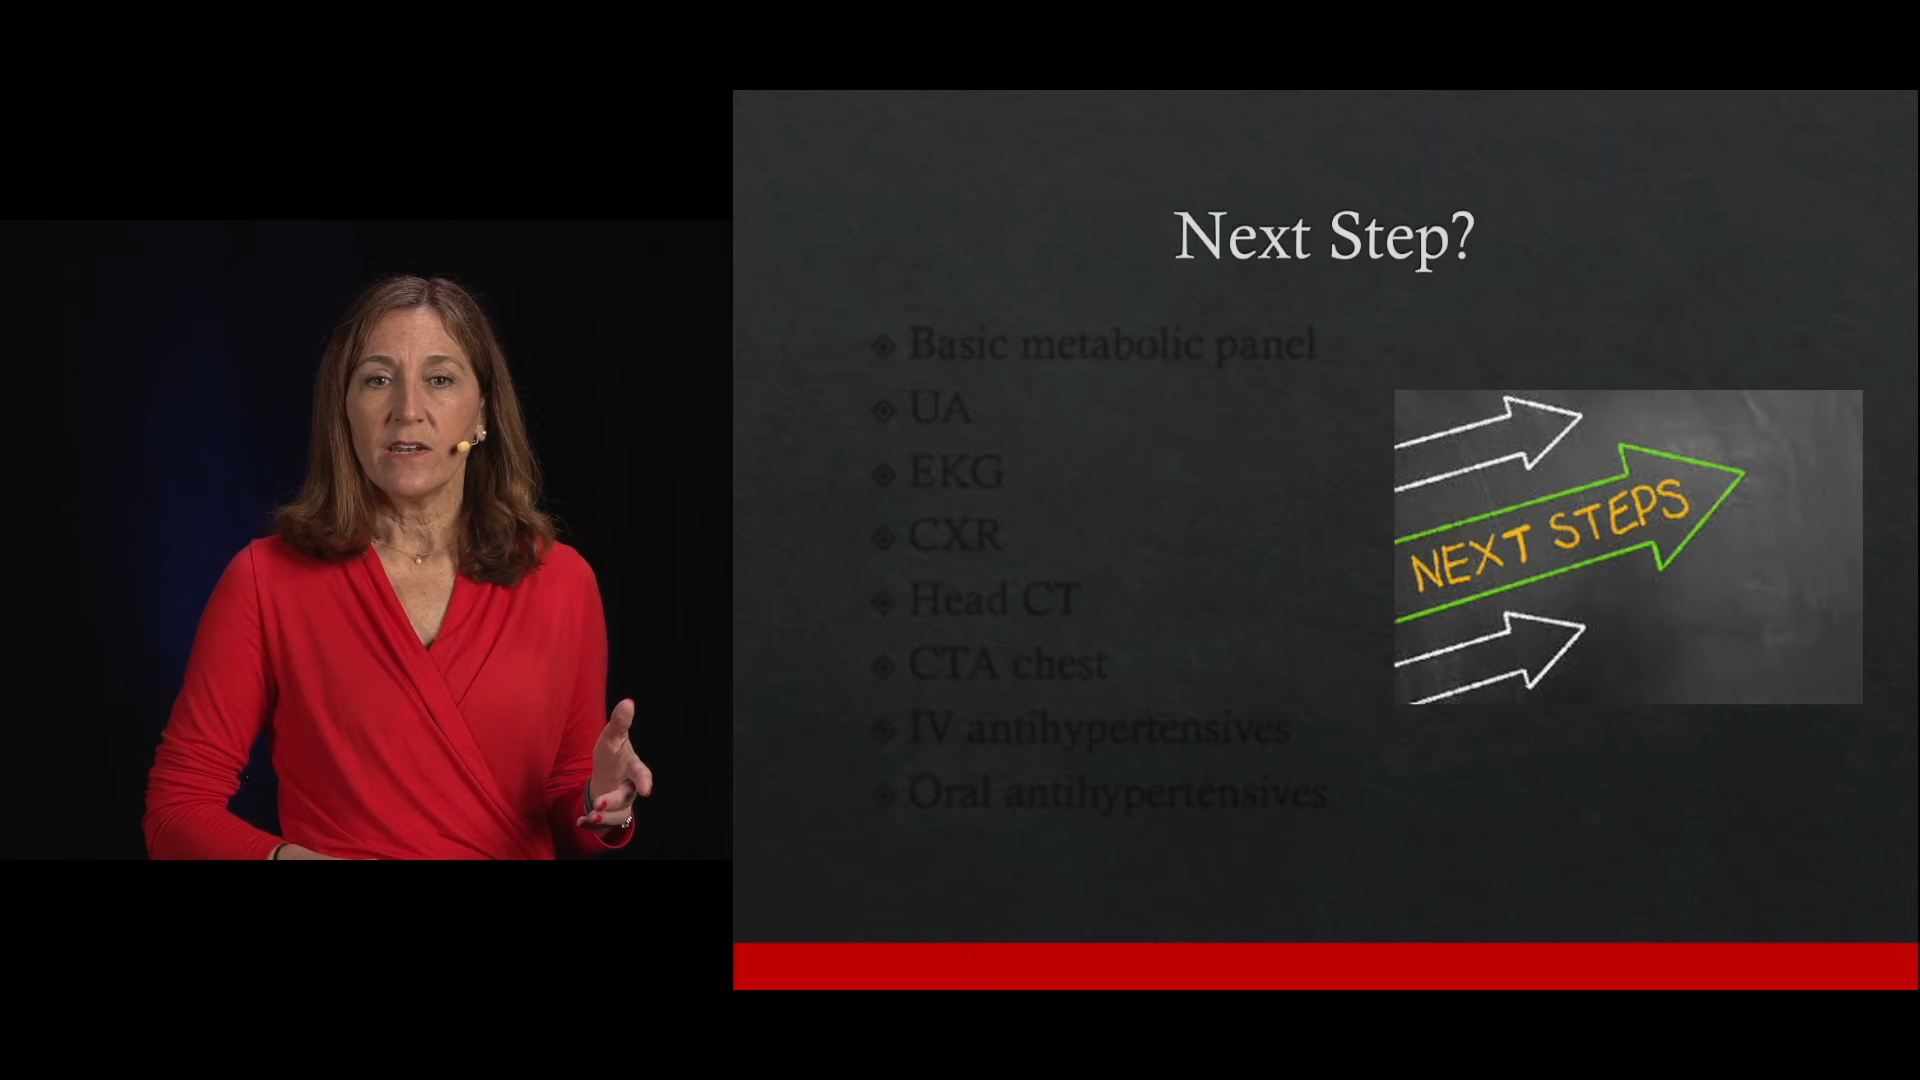 Next Step?
Basic metabolic panel
UA
EKG
CXR
Head CT
CTA chest
IV antihypertensives
Oral antihypertensives
NEXT STEPS